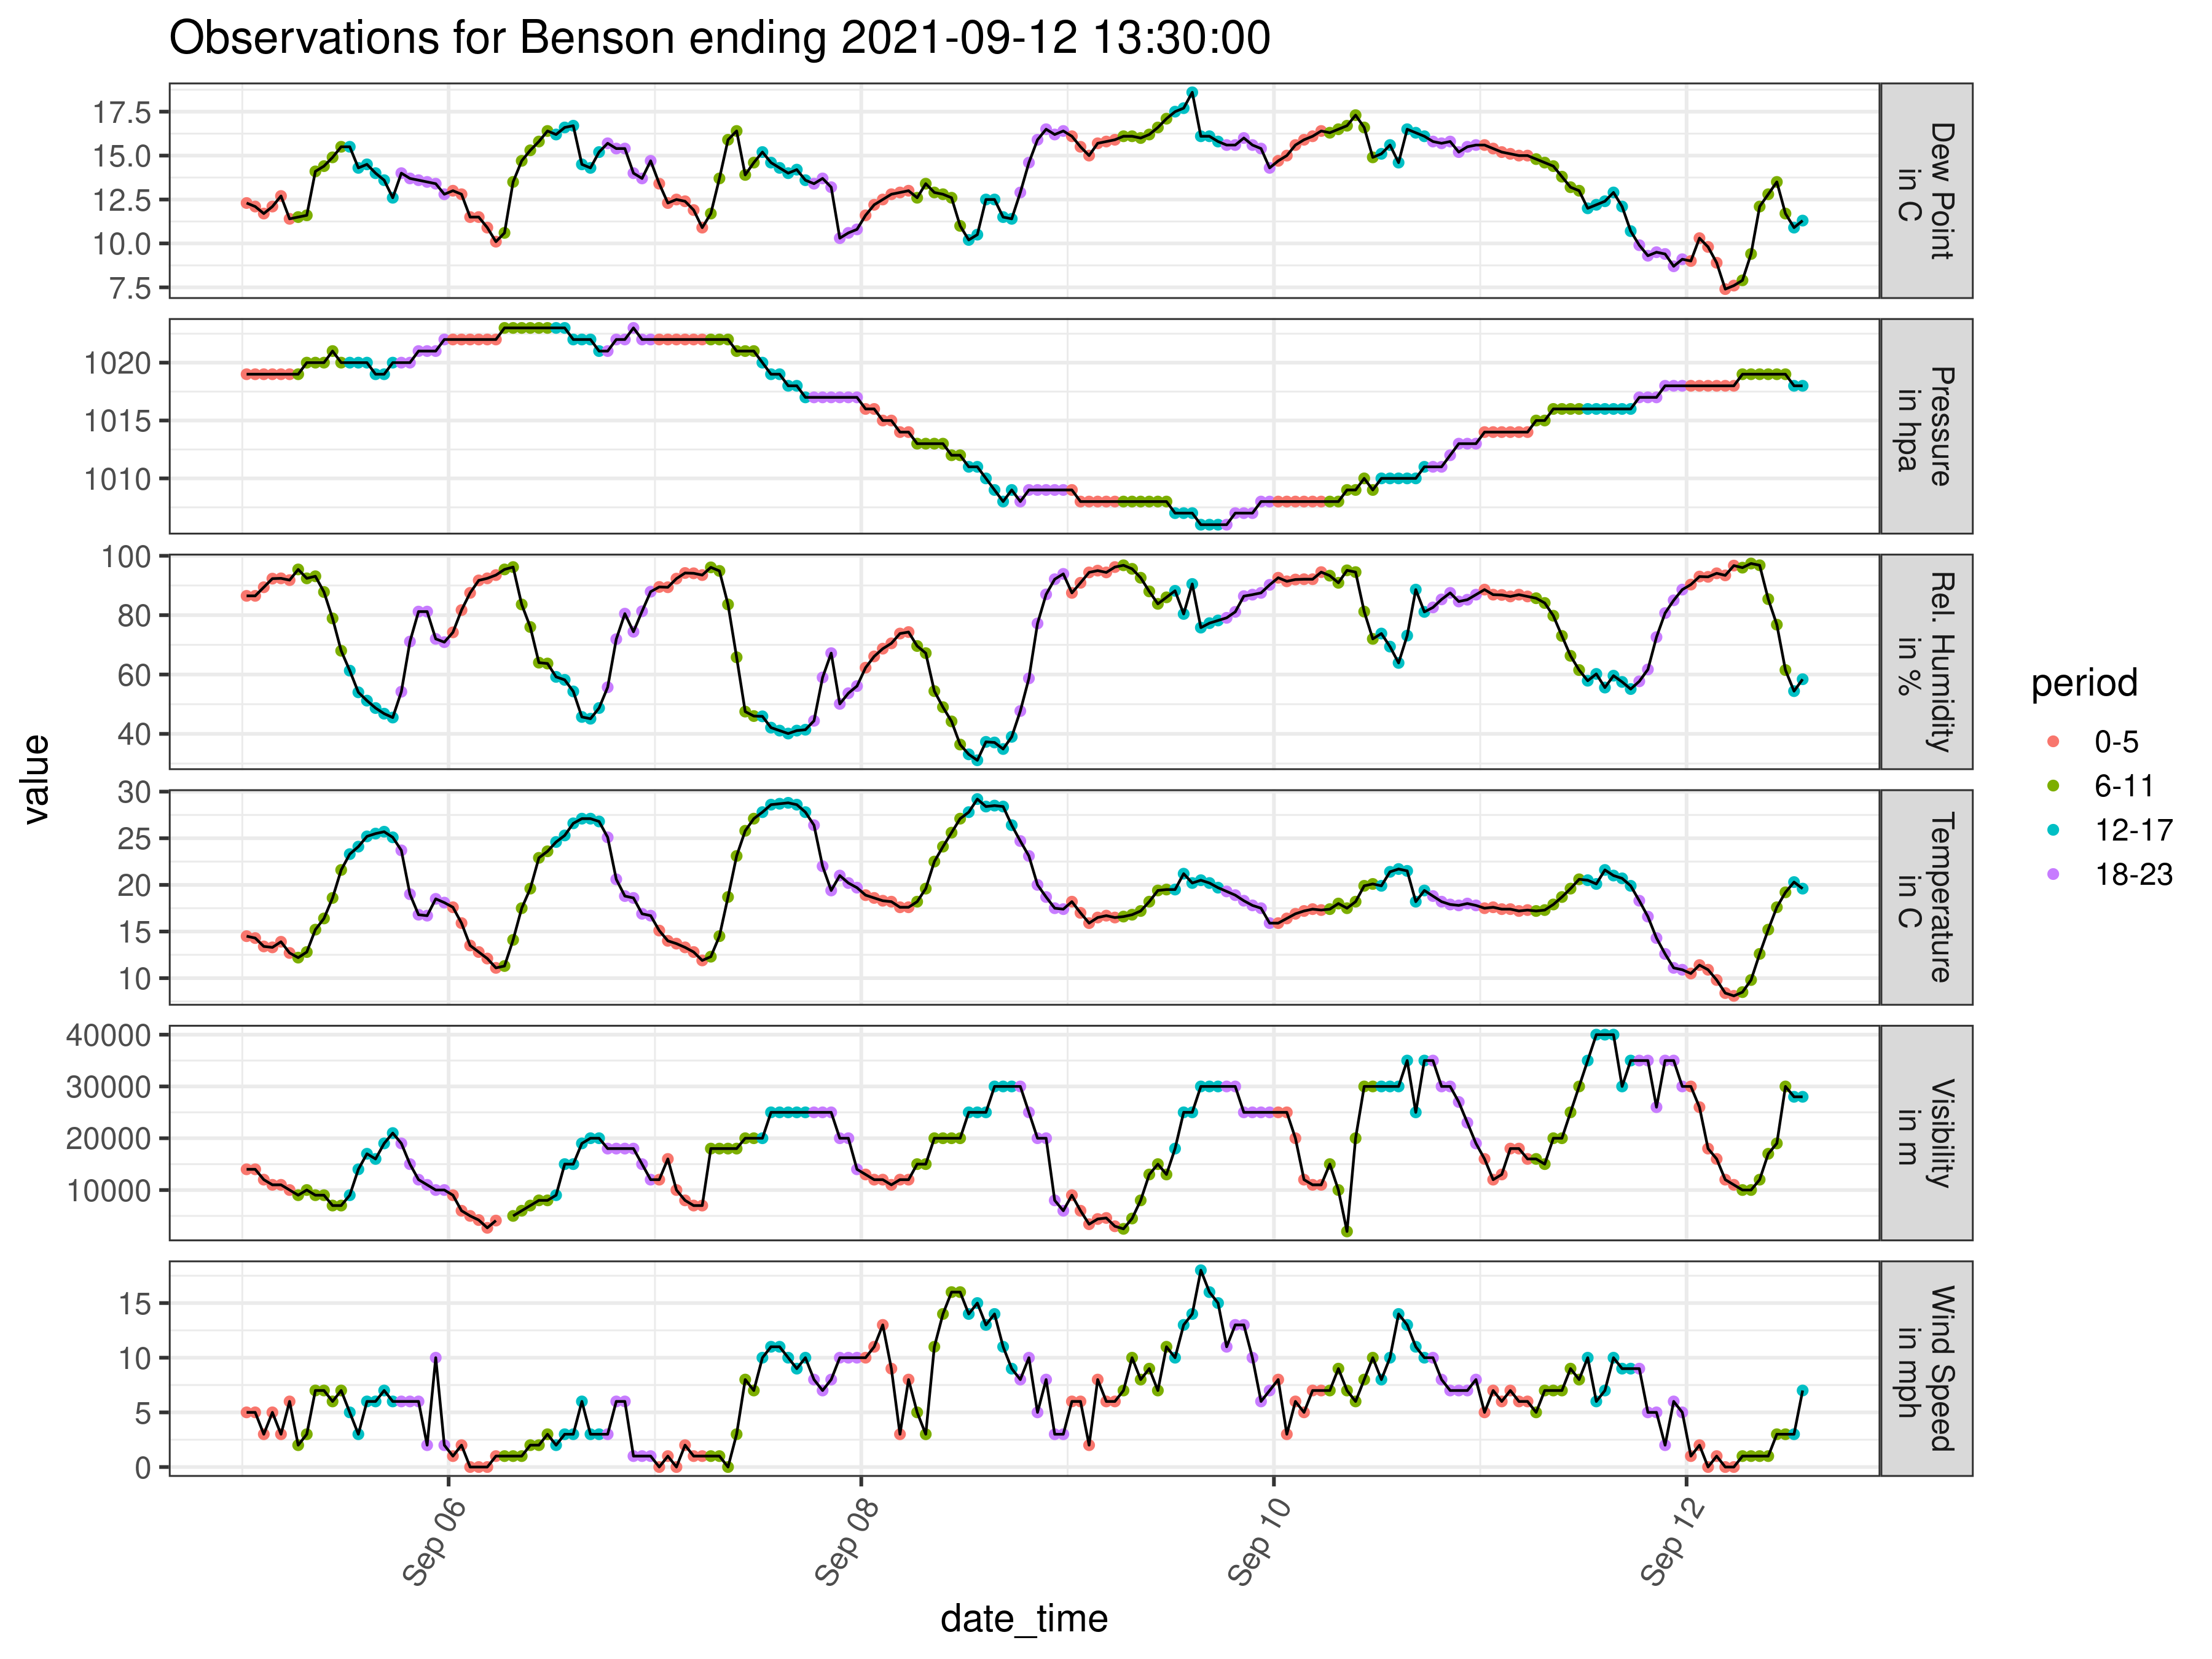 Observations for Benson ending 2021-09-12 13:30:00
17.5
15.0
12.5
10.0
7.5
Dew Point
in C
1020
1015
1010
Pressure
in hpa
100
80
60
40
Rel. Humidity
in %
30
25
20
15
10
Temperature
in C
40000
30000
20000
10000
Visibility
in m
15
10
5
0
Wind Speed
in mph
value
Sep 06
Sep 08
Sep 10
Sep 12
date_time
period
0-5
6-11
12-17
18-23